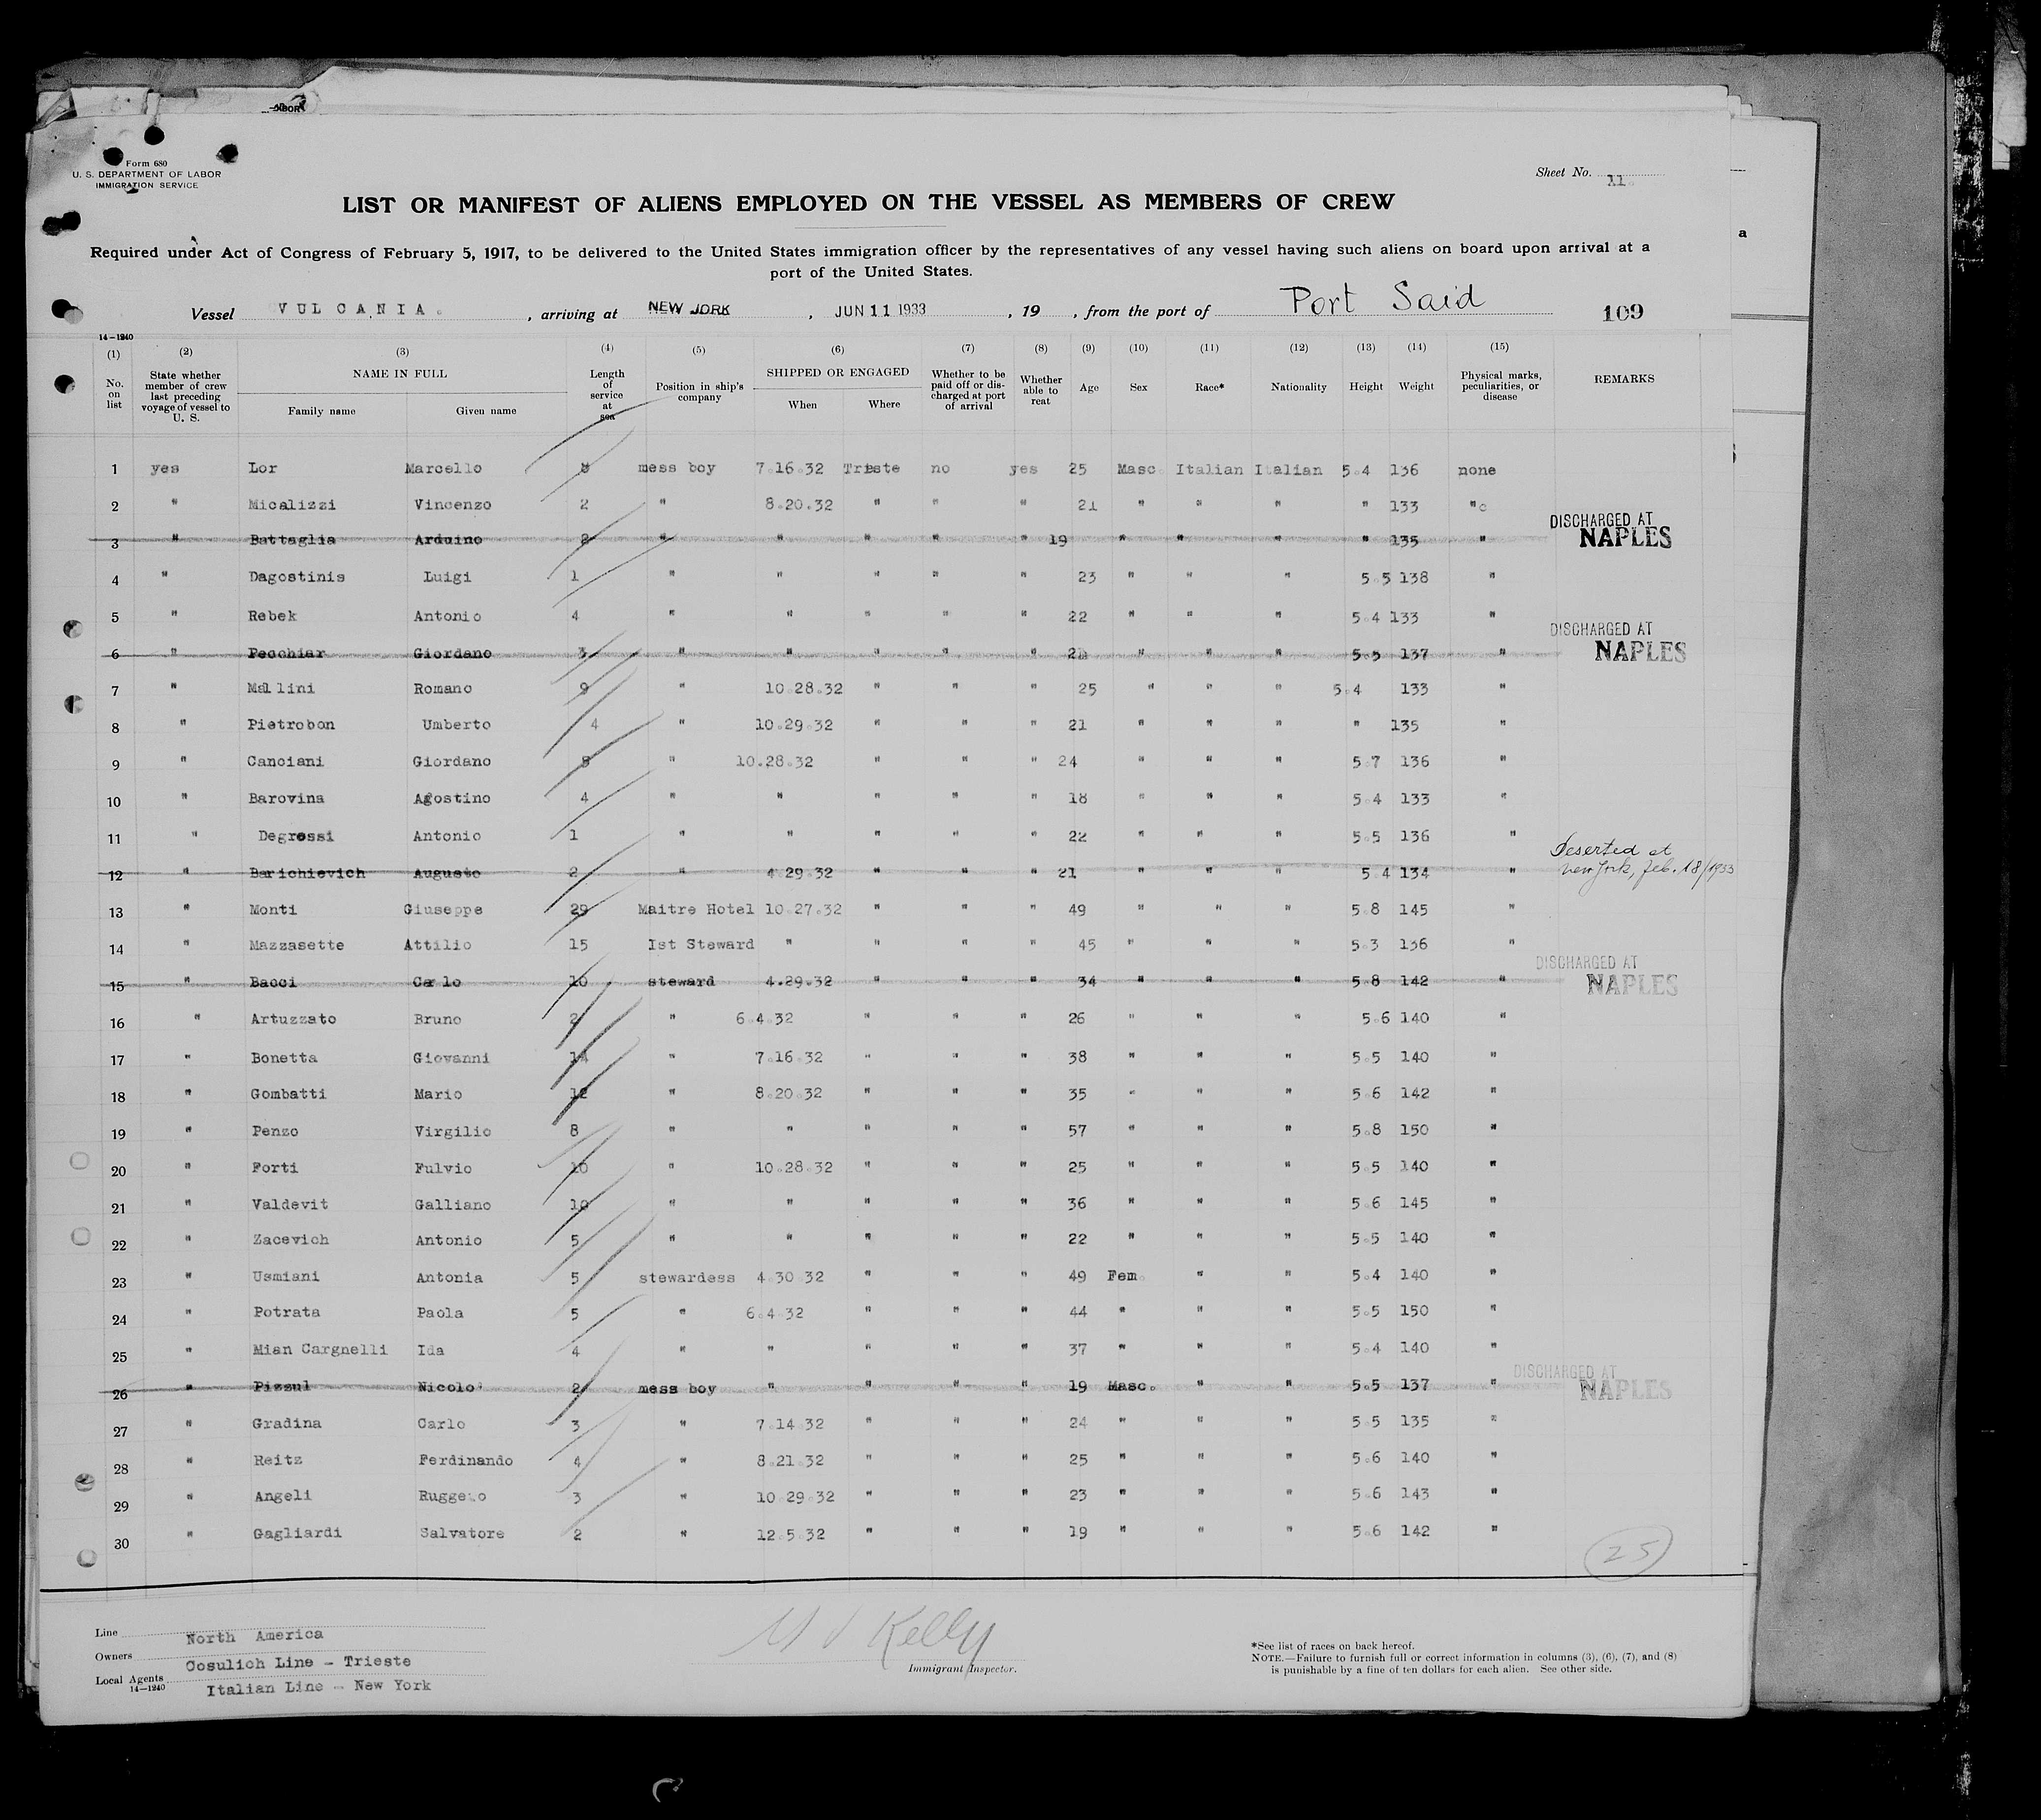 Form 680
U. S. DEPARTMENT OF LABOR
IMMIGRATION SERVICE
Sheet No. 11
LIST OR MANIFEST OF ALIENS EMPLOYED ON THE VESSEL AS MEMBERS OF CREW
Required under Act of Congress of February 5, 1917, to be delivered to the United States immigration officer by the representatives of any vessel having such aliens on board upon arrival at a
port of the United States.
Vessel VULCANIA. , arriving at NEW YORK , JUN 11 1933 , 19 , from the port of Port Said 109
14-1240
(1) (2) (3) (4) (5) (6) (7) (8) (9) (10) (11) (12) (13) (14) (15)
No. on list State whether member of crew last preceding voyage of vessel to U. S. NAME IN FULL Family name Given name Length of service at sea Position in ship's company SHIPPED OR ENGAGED When Where Whether to be paid off or discharged at port of arrival Whether able to reat Age Sex Race* Nationality Height Weight Physical marks, peculiarities, or disease REMARKS
1 yes Lor Marcello mess boy 7.16.32 Trieste no yes 25 Masc. Italian Italian 5.4 136 none
2 " Micalizzi Vincenzo 2 " 8.20.32 " " " 21 " " " " 133 "
3 " Battaglia Arduino 2 " " " " " 19 " " " " 135 " DISCHARGED AT NAPLES
4 " Dagostinis Luigi 1 " " " " " 23 " " " 5.5 138 "
5 " Rebek Antonio 4 " " " " " 22 " " " 5.4 133 "
6 " Pecchiar Giordano 3 " " " " " 21 " " " 5.5 137 " DISCHARGED AT NAPLES
7 " Mallini Romano 9 " 10.28.32 " " " 25 " " " 5.4 133 "
8 " Pietrobon Umberto 4 " 10.29.32 " " " 21 " " " " 135 "
9 " Canciani Giordano 8 " 10.28.32 " " " 24 " " " 5.7 136 "
10 " Barovina Agostino 4 " " " " " 18 " " " 5.4 133 "
11 " Degrossi Antonio 1 " " " " " 22 " " " 5.5 136 "
12 " Barichievich Augusto 2 " 4.29.32 " " " 21 " " " 5.4 134 " Deserted at New York, Feb. 18/1933
13 " Monti Giuseppe 29 Maitre Hotel 10.27.32 " " " 49 " " " 5.8 145 "
14 " Mazzasette Attilio 15 Ist Steward " " " " 45 " " " 5.3 136 "
15 " Bacci Carlo 10 steward 4.29.32 " " " 34 " " " 5.8 142 " DISCHARGED AT NAPLES
16 " Artuzzato Bruno 2 " 6.4.32 " " " 26 " " " 5.6 140 "
17 " Bonetta Giovanni 14 " 7.16.32 " " " 38 " " " 5.5 140 "
18 " Gombatti Mario 12 " 8.20.32 " " " 35 " " " 5.6 142 "
19 " Penzo Virgilio 8 " " " " " 57 " " " 5.8 150 "
20 " Forti Fulvio 10 " 10.28.32 " " " 25 " " " 5.5 140 "
21 " Valdevit Galliano " " " " " 36 " " " 5.6 145 "
22 " Zacevich Antonio 5 " " " " " 22 " " " 5.5 140 "
23 " Usmiani Antonia 5 stewardess 4.30.32 " " " 49 Fem. " " 5.4 140 "
24 " Potrata Paola 5 " 6.4.32 " " " 44 " " " 5.5 150 "
25 " Mian Cargnelli Ida 4 " " " " " 37 " " " 5.4 140 "
26 " Pizzul Nicolo' 2 mess boy " " " " 19 Masc. " " 5.5 137 " DISCHARGED AT NAPLES
27 " Gradina Carlo 3 " 7.14.32 " " " 24 " " " 5.5 135 "
28 " Reitz Ferdinando 4 " 8.21.32 " " " 25 " " " 5.6 140 "
29 " Angeli Ruggero 3 " 10.29.32 " " " 23 " " " 5.6 143 "
30 " Gagliardi Salvatore 2 " 12.5.32 " " " 19 " " " 5.6 142 "
25
Line North America
Owners Cosulich Line - Trieste
Local Agents Italian Line - New York
14-1240
Kelly
Immigrant Inspector.
*See list of races on back hereof.
NOTE.—Failure to furnish full or correct information in columns (3), (6), (7), and (8)
is punishable by a fine of ten dollars for each alien. See other side.